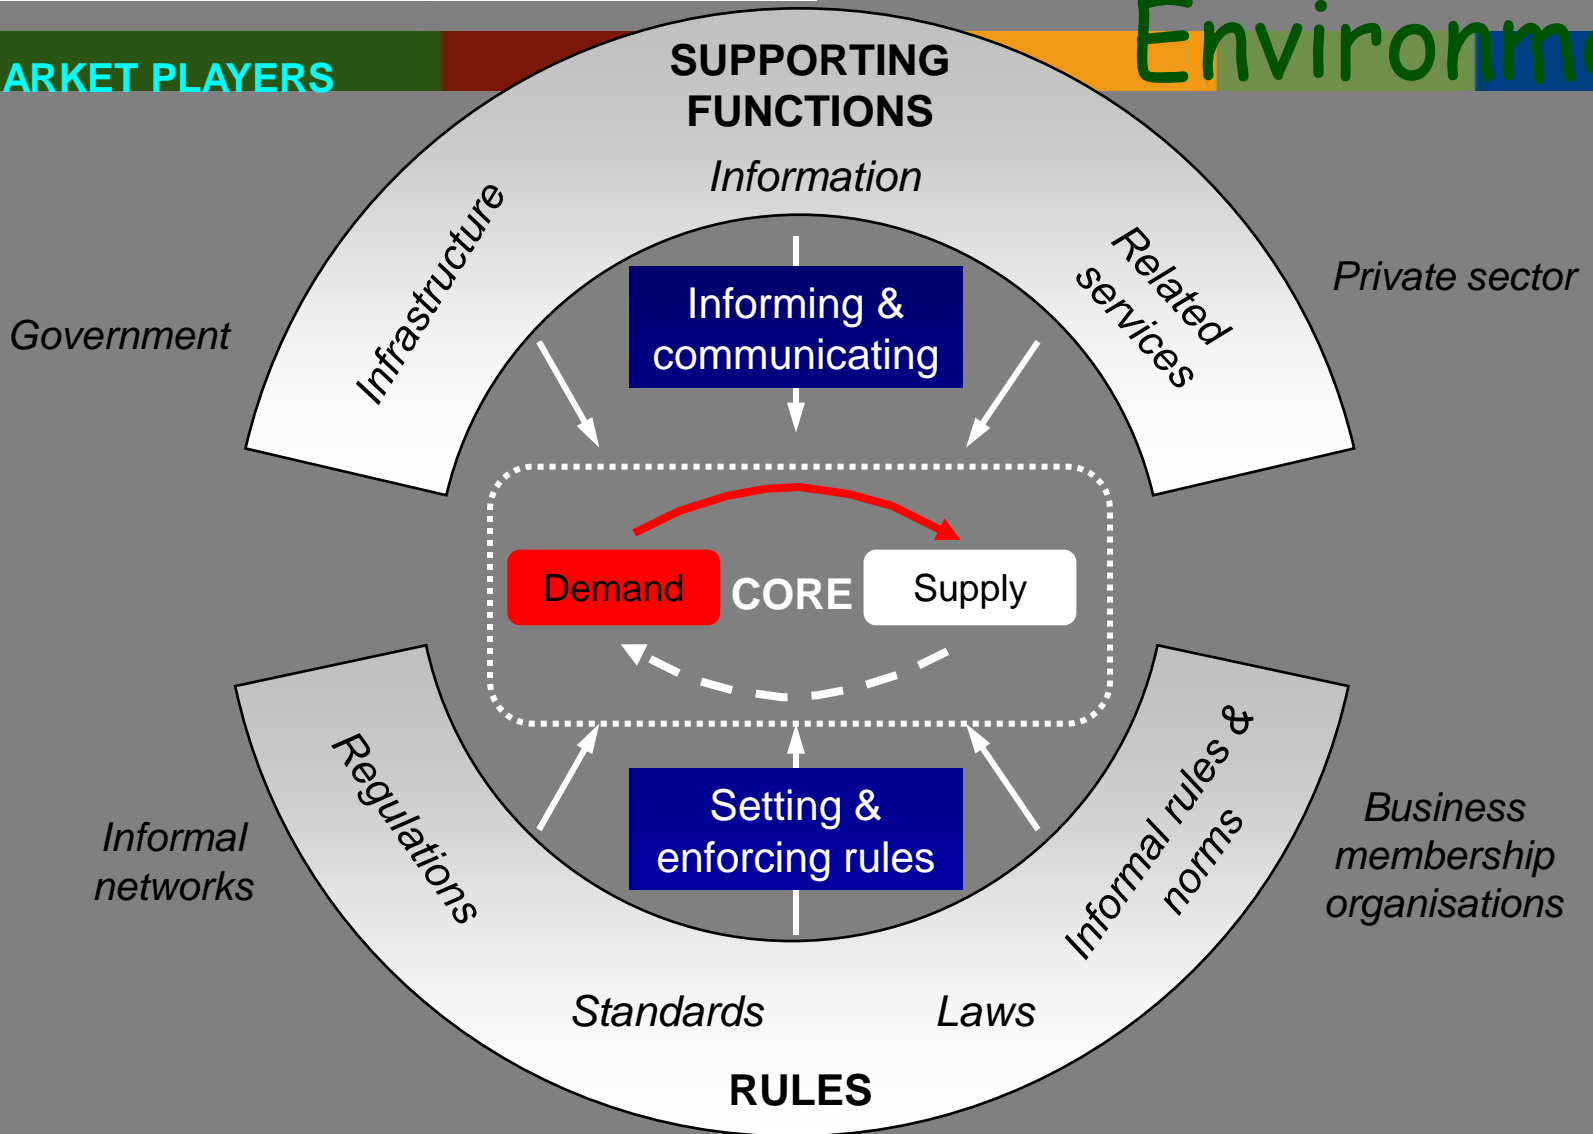 Environme
ARKET PLAYERS
SUPPORTING
FUNCTIONS
Information
Infrastructure
Related
services
Government
Private sector
Informing &
communicating
Demand
CORE
Supply
Setting &
enforcing rules
Regulations
Informal rules &
norms
Informal
networks
Business
membership
organisations
Standards
Laws
RULES